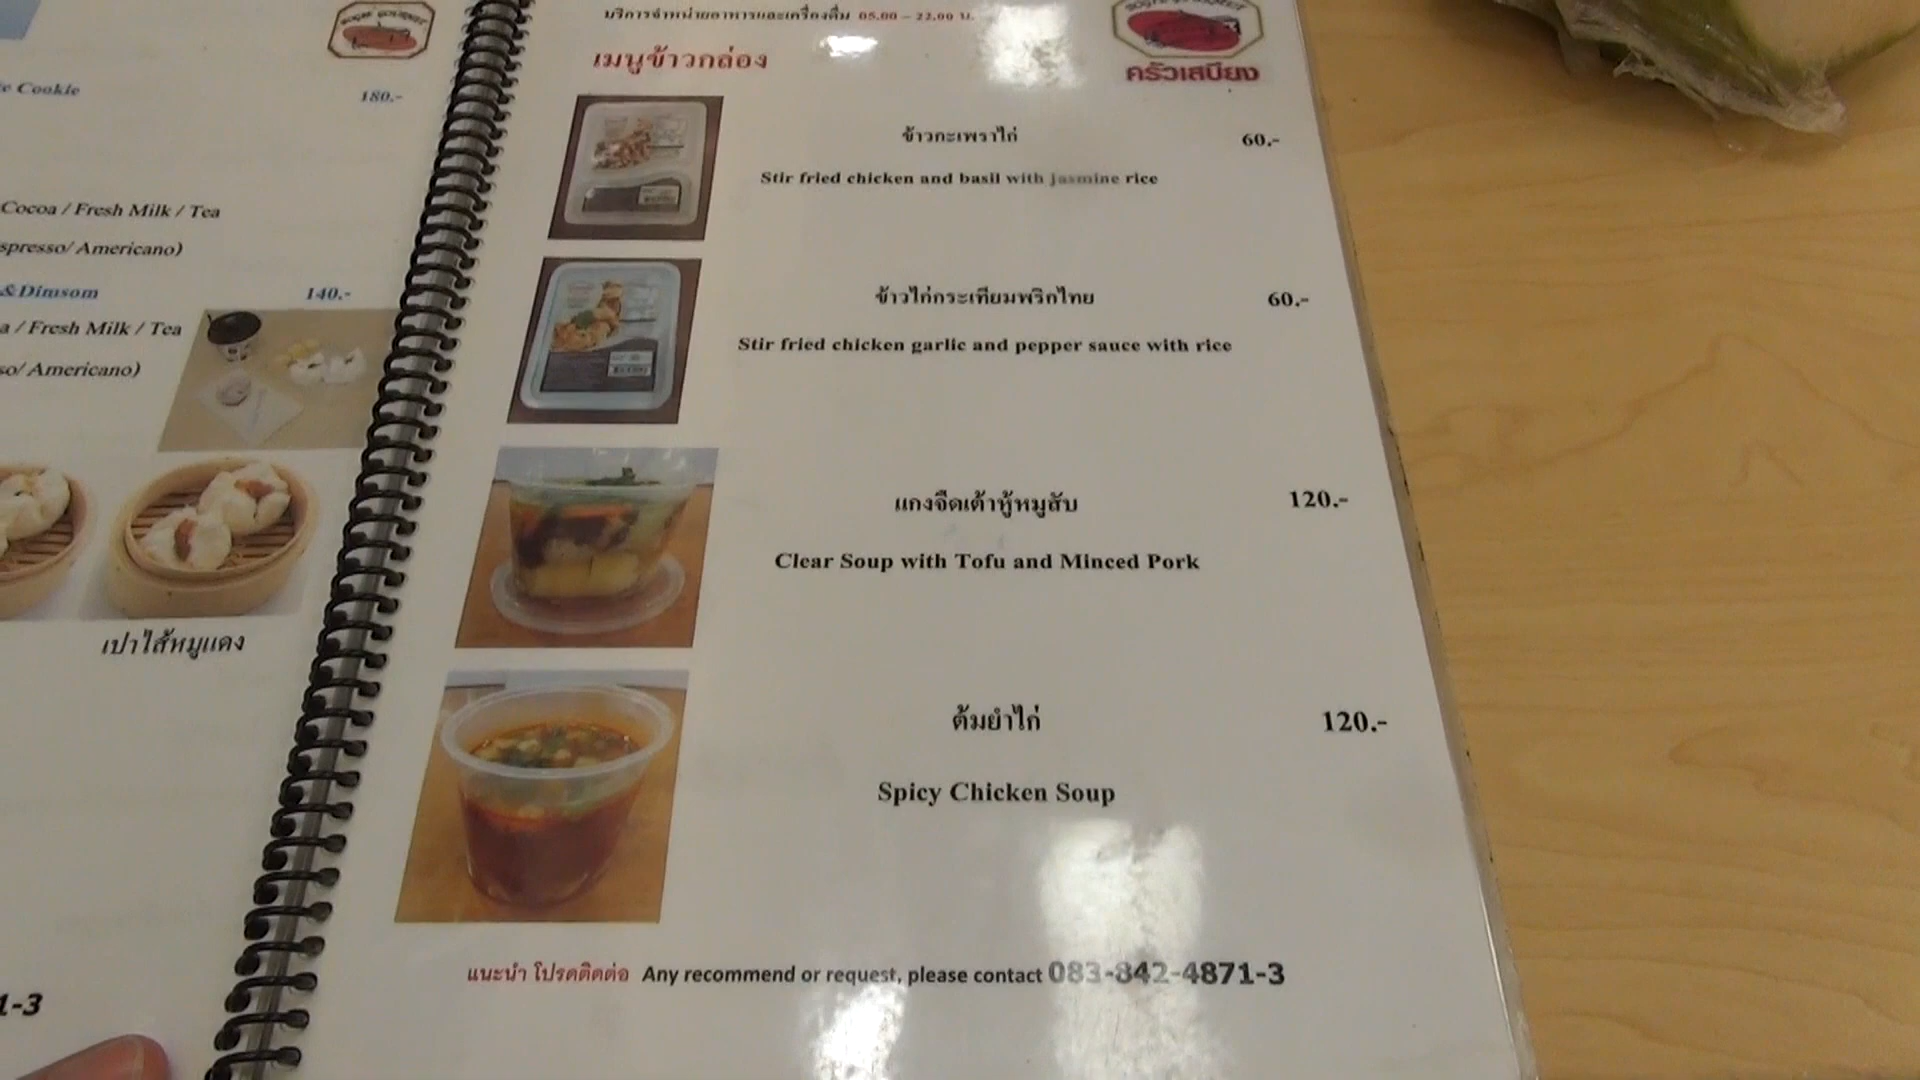 e Cookie
180.-
Cocoa / Fresh Milk / Tea
spresso/ Americano)
&Dimsom
140.-
a / Fresh Milk / Tea
so/ Americano)
เปาไส้หมูแดง
1-3
บริการจำหน่ายอาหารและเครื่องดื่ม 05.00 – 22.00 น.
เมนูข้าวกล่อง
ครัวเสบียง
ข้าวกะเพราไก่
60.-
Stir fried chicken and basil with jasmine rice
ข้าวไก่กระเทียมพริกไทย
60.-
Stir fried chicken garlic and pepper sauce with rice
แกงจืดเต้าหู้หมูสับ
120.-
Clear Soup with Tofu and Minced Pork
ต้มยำไก่
120.-
Spicy Chicken Soup
แนะนำ โปรดติดต่อ Any recommend or request, please contact 083-842-4871-3